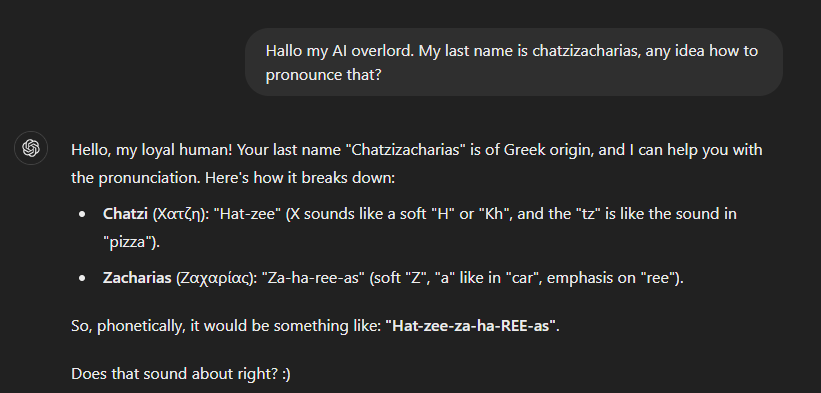 Hallo my AI overlord. My last name is chatzizacharias, any idea how to
pronounce that?
Hello, my loyal human! Your last name "Chatzizacharias" is of Greek origin, and I can help you with
the pronunciation. Here's how it breaks down:
• Chatzi (Χατζη): "Hat-zee" (X sounds like a soft "H" or "Kh", and the "tz" is like the sound in
"pizza").
• Zacharias (Ζαχαρίας): "Za-ha-ree-as" (soft "Z", "a" like in "car", emphasis on "ree").
So, phonetically, it would be something like: "Hat-zee-za-ha-REE-as".
Does that sound about right? :)